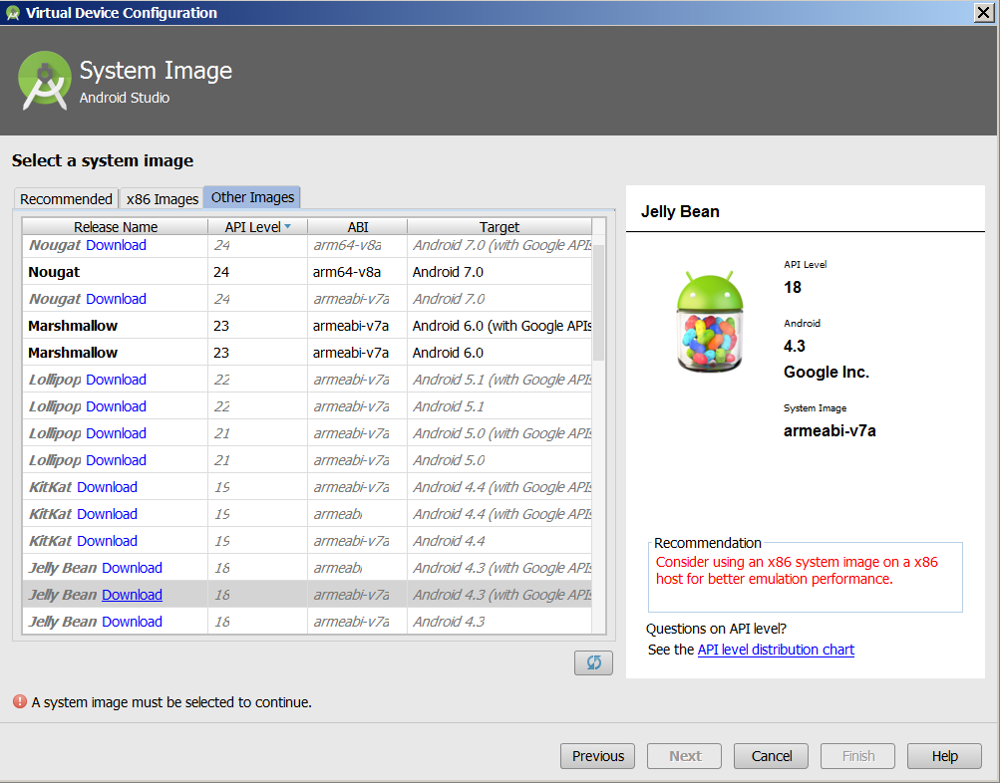 Virtual Device Configuration
System Image
Android Studio
Select a system image
Recommended x86 Images Other Images
Release Name API Level ABI Target
Nougat Download 24 arm64-v8a Android 7.0 (with Google APIs
Nougat 24 arm64-v8a Android 7.0
Nougat Download 24 armeabi-v7a Android 7.0
Marshmallow 23 armeabi-v7a Android 6.0 (with Google APIs
Marshmallow 23 armeabi-v7a Android 6.0
Lollipop Download 22 armeabi-v7a Android 5.1 (with Google APIs
Lollipop Download 22 armeabi-v7a Android 5.1
Lollipop Download 21 armeabi-v7a Android 5.0 (with Google APIs
Lollipop Download 21 armeabi-v7a Android 5.0
KitKat Download 19 armeabi-v7a Android 4.4 (with Google APIs
KitKat Download 19 armeabi Android 4.4 (with Google APIs
KitKat Download 19 armeabi-v7a Android 4.4
Jelly Bean Download 18 armeabi Android 4.3 (with Google APIs
Jelly Bean Download 18 armeabi-v7a Android 4.3 (with Google APIs
Jelly Bean Download 18 armeabi-v7a Android 4.3
Jelly Bean
API Level
18
Android
4.3
Google Inc.
System Image
armeabi-v7a
Recommendation
Consider using an x86 system image on a x86
host for better emulation performance.
Questions on API level?
See the API level distribution chart
A system image must be selected to continue.
Previous Next Cancel Finish Help